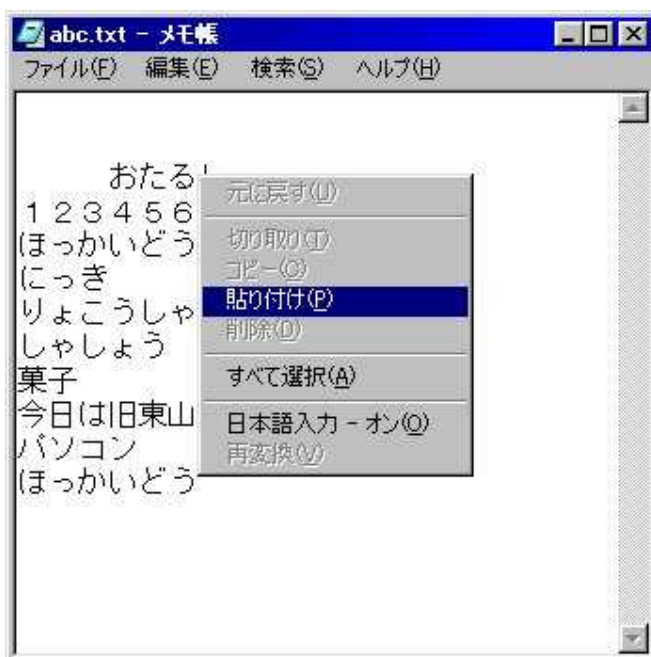 abc.txt - メモ帳
ファイル(F) 編集(E) 検索(S) ヘルプ(H)
おたる
１２３４５６
ほっかいどう
にっき
りょこうしゃ
しゃしょう
菓子
今日は旧東山
パソコン
ほっかいどう
元に戻す(U)
切り取り(T)
コピー(C)
貼り付け(P)
削除(D)
すべて選択(A)
日本語入力 - オン(O)
再変換(V)